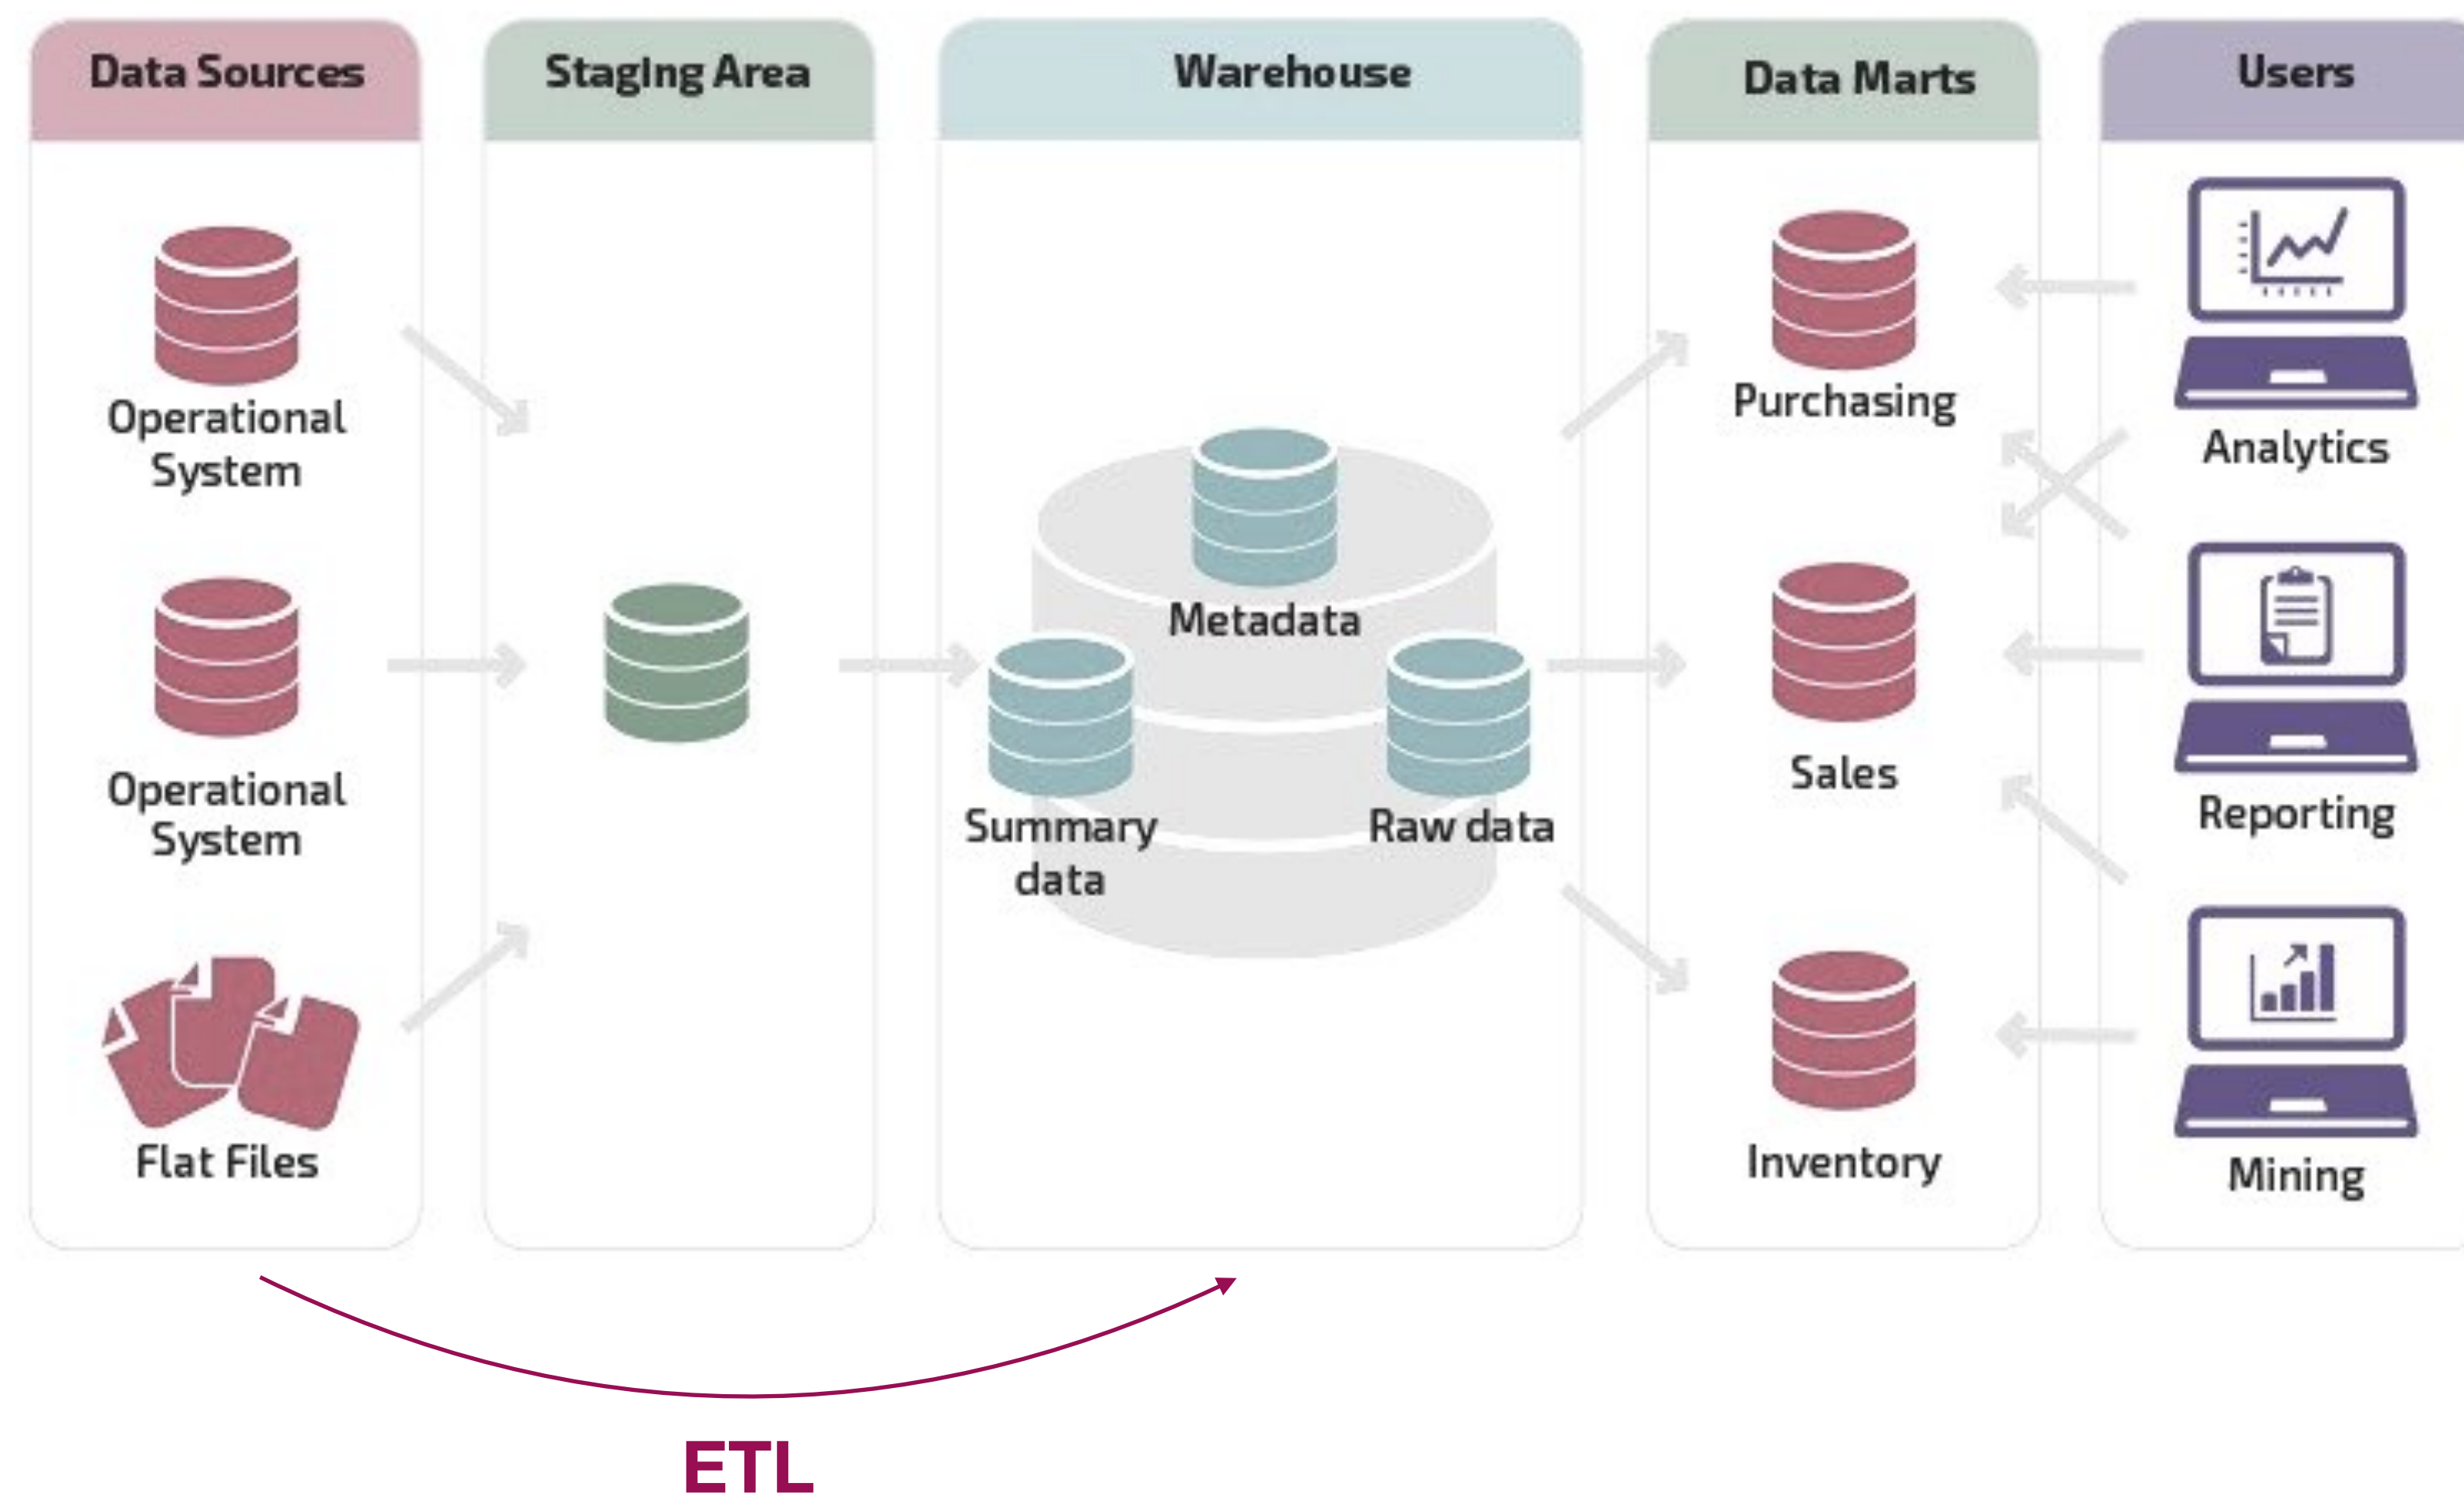 Data Sources
Staging Area
Warehouse
Data Marts
Users
Operational
System
Operational
System
Flat Files
Metadata
Summary
data
Raw data
Purchasing
Sales
Inventory
Analytics
Reporting
Mining
ETL